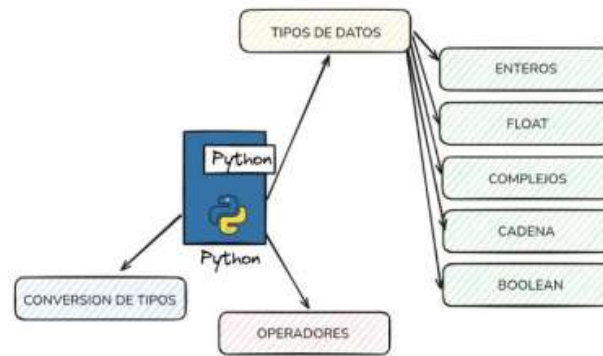 TIPOS DE DATOS
ENTEROS
FLOAT
Python
COMPLEJOS
CADENA
Python
BOOLEAN
CONVERSION DE TIPOS
OPERADORES